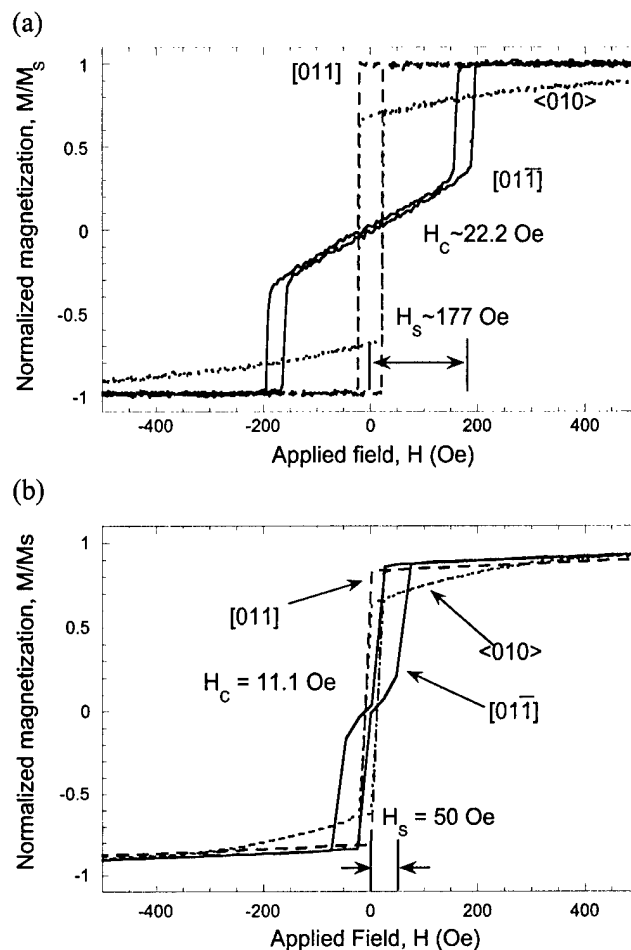 (a)
Normalized magnetization, M/M_S
1
0.5
0
-0.5
-1
[011]
<010>
[011̄]
H_C~22.2 Oe
H_S~177 Oe
-400 -200 0 200 400
Applied field, H (Oe)
(b)
Normalized magnetization, M/Ms
1
0.5
0
-0.5
-1
[011]
<010>
H_C = 11.1 Oe
[01̄1̄]
H_S = 50 Oe
-400 -200 0 200 400
Applied Field, H (Oe)